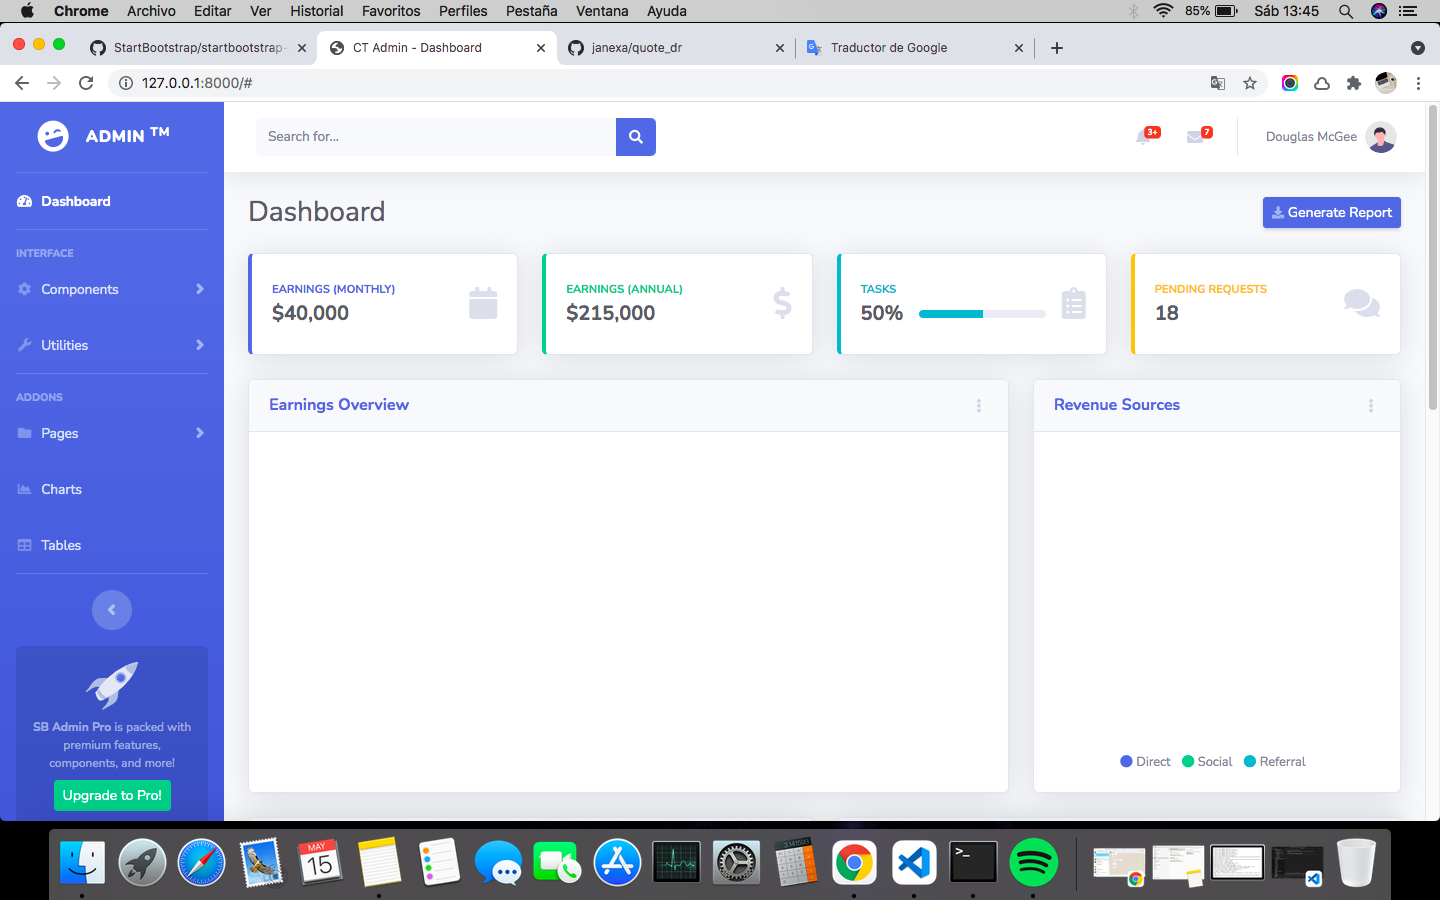 Chrome Archivo Editar Ver Historial Favoritos Perfiles Pestaña Ventana Ayuda 85% Sáb 13:45
StartBootstrap/startbootstrap- CT Admin - Dashboard janexa/quote_dr Traductor de Google
127.0.0.1:8000/#
ADMIN TM
Search for...
3+
7
Douglas McGee
Dashboard
INTERFACE
Components
Utilities
ADDONS
Pages
Charts
Tables
SB Admin Pro is packed with
premium features,
components, and more!
Upgrade to Pro!
Dashboard
Generate Report
EARNINGS (MONTHLY)
$40,000
EARNINGS (ANNUAL)
$215,000
TASKS
50%
PENDING REQUESTS
18
Earnings Overview
Revenue Sources
Direct Social Referral
MAY
15